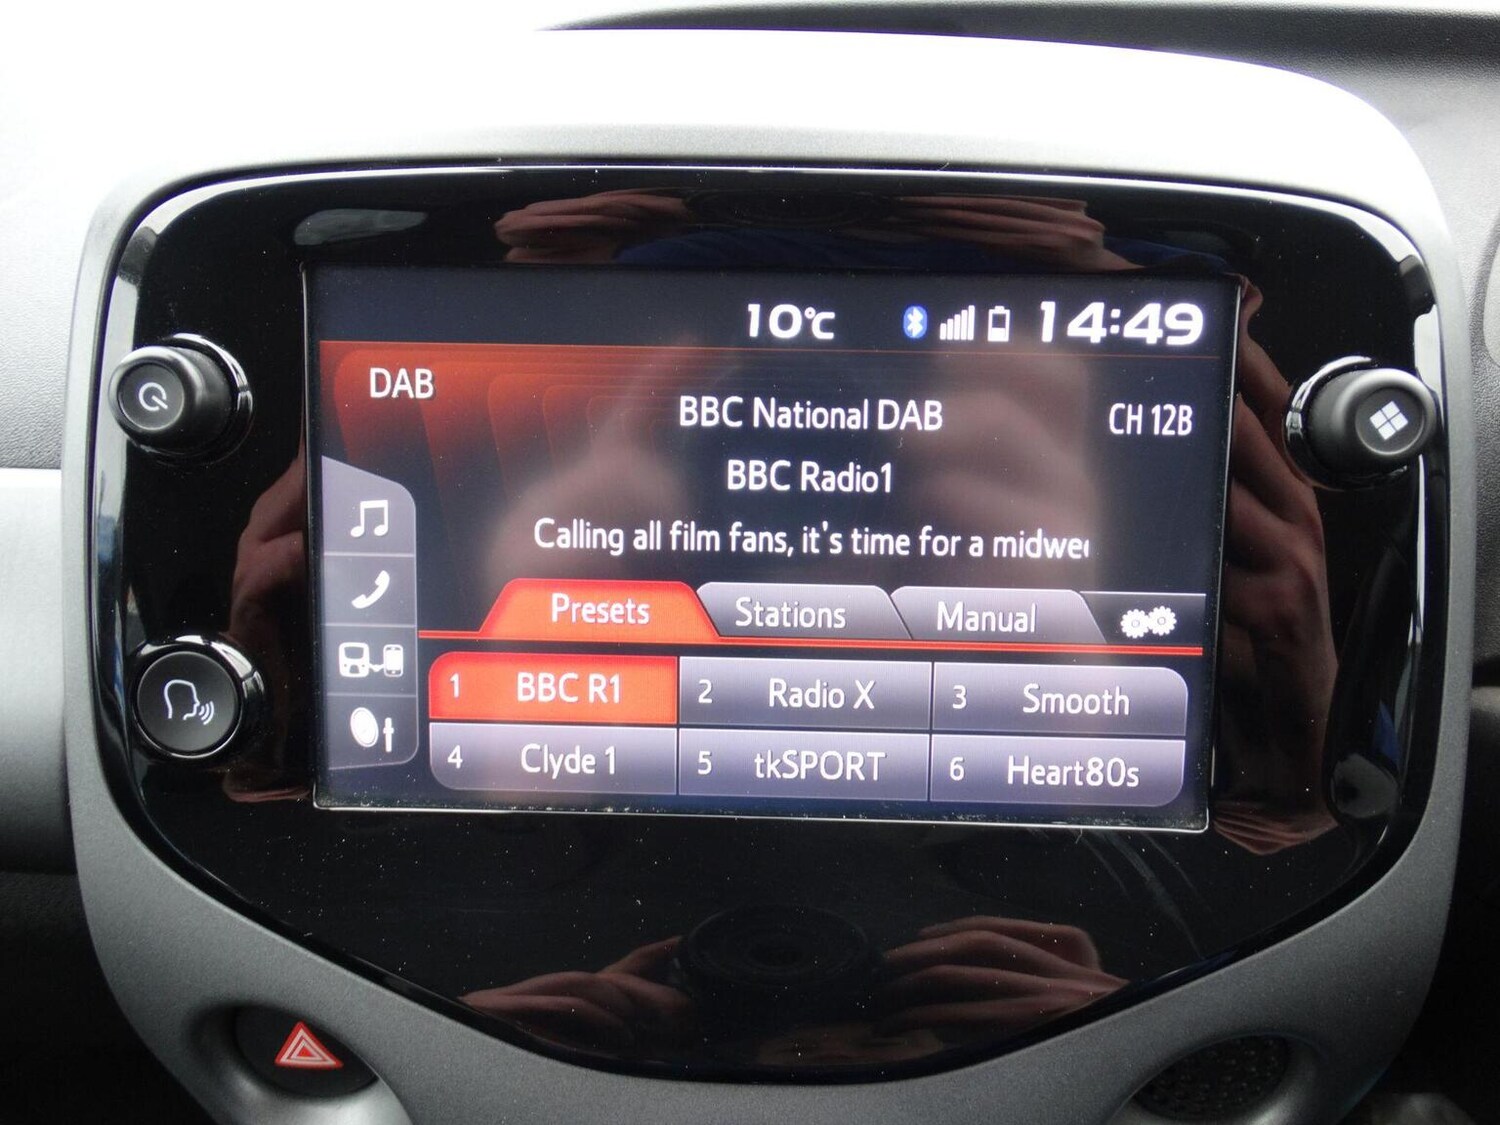 10°C 14:49
DAB
BBC National DAB CH 12B
BBC Radio1
Calling all film fans, it's time for a midwe
Presets Stations Manual
1 BBC R1 2 Radio X 3 Smooth
4 Clyde 1 5 tkSPORT 6 Heart80s